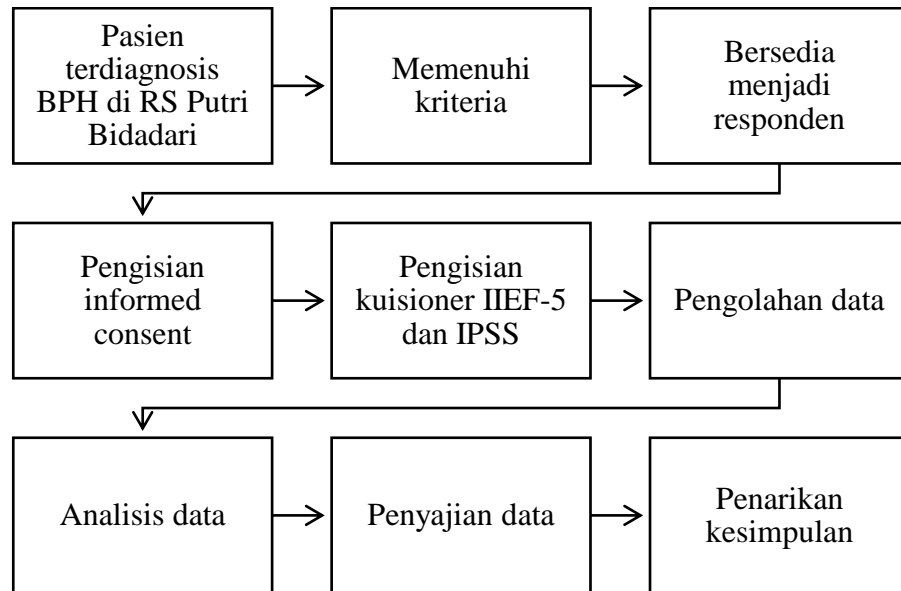 Pasien
terdiagnosis
BPH di RS Putri
Bidadari
Memenuhi
kriteria
Bersedia
menjadi
responden
Pengisian
informed
consent
Pengisian
kuisioner IIEF-5
dan IPSS
Pengolahan data
Analisis data
Penyajian data
Penarikan
kesimpulan